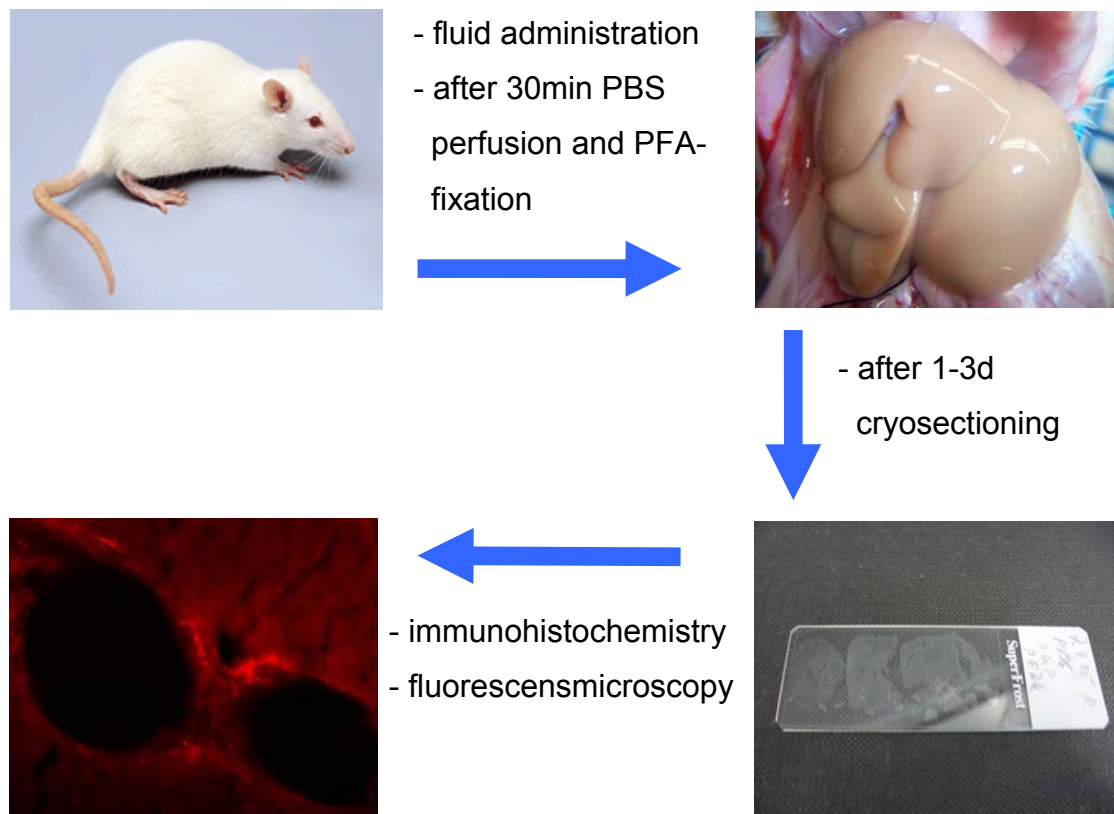 - fluid administration
- after 30min PBS
perfusion and PFA-
fixation
- after 1-3d
cryosectioning
- immunohistochemistry
- fluorescensmicroscopy
SuperFrost